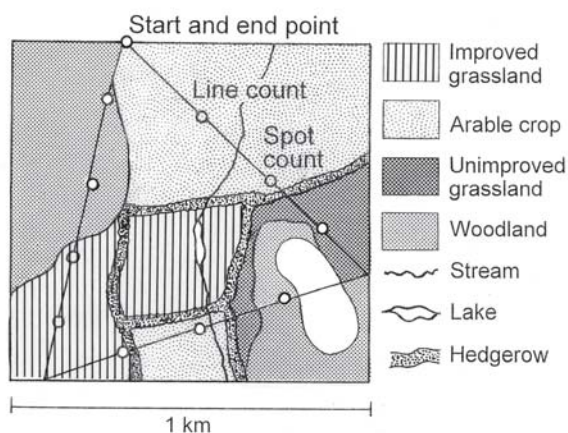 Start and end point
Line count
Spot
count
Improved
grassland
Arable crop
Unimproved
grassland
Woodland
Stream
Lake
Hedgerow
1 km